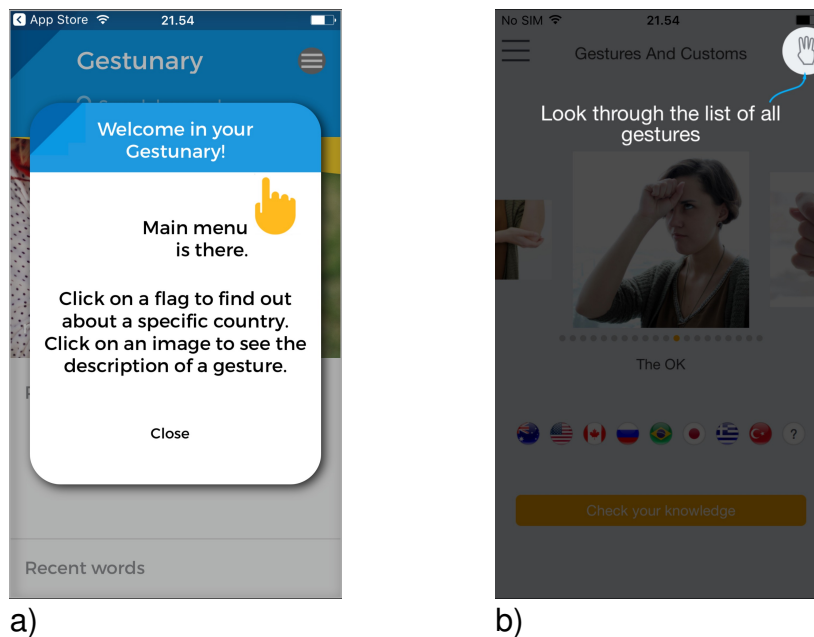 App Store
21.54
Gestunary
Welcome in your
Gestunary!
Main menu
is there.
Click on a flag to find out
about a specific country.
Click on an image to see the
description of a gesture.
Close
Recent words
a)
No SIM
21.54
Gestures And Customs
Look through the list of all
gestures
The OK
?
Check your knowledge
b)